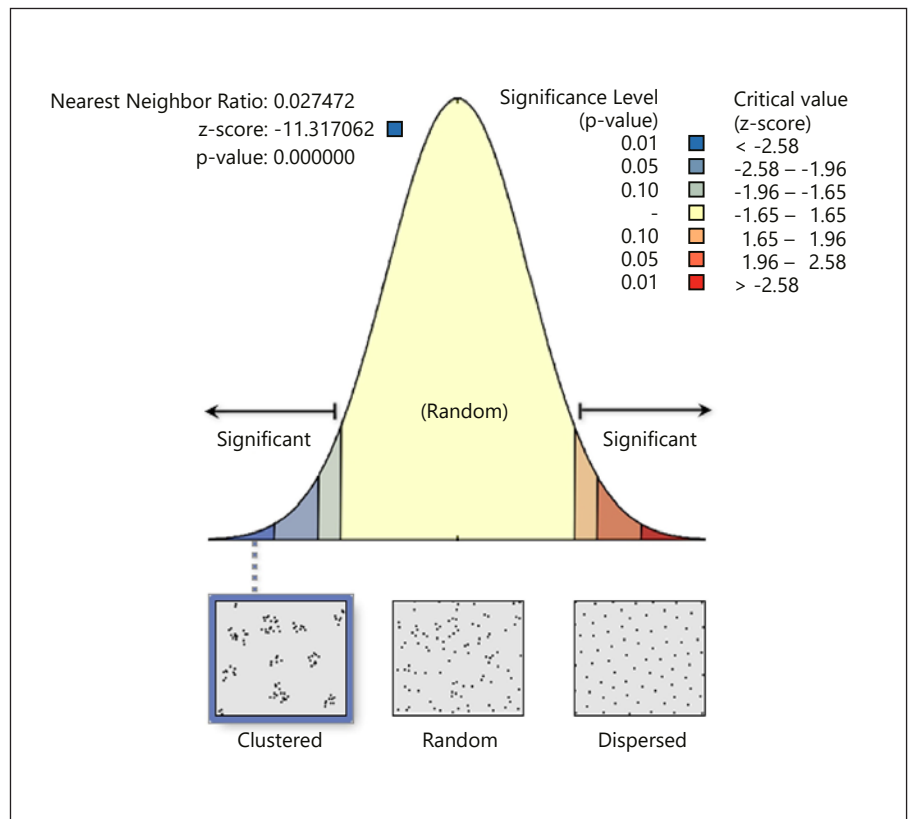 Nearest Neighbor Ratio: 0.027472
z-score: -11.317062
p-value: 0.000000
Significance Level
(p-value)
Critical value
(z-score)
0.01 < -2.58
0.05 -2.58 – -1.96
0.10 -1.96 – -1.65
- -1.65 – 1.65
0.10 1.65 – 1.96
0.05 1.96 – 2.58
0.01 > -2.58
(Random)
Significant Significant
Clustered Random Dispersed